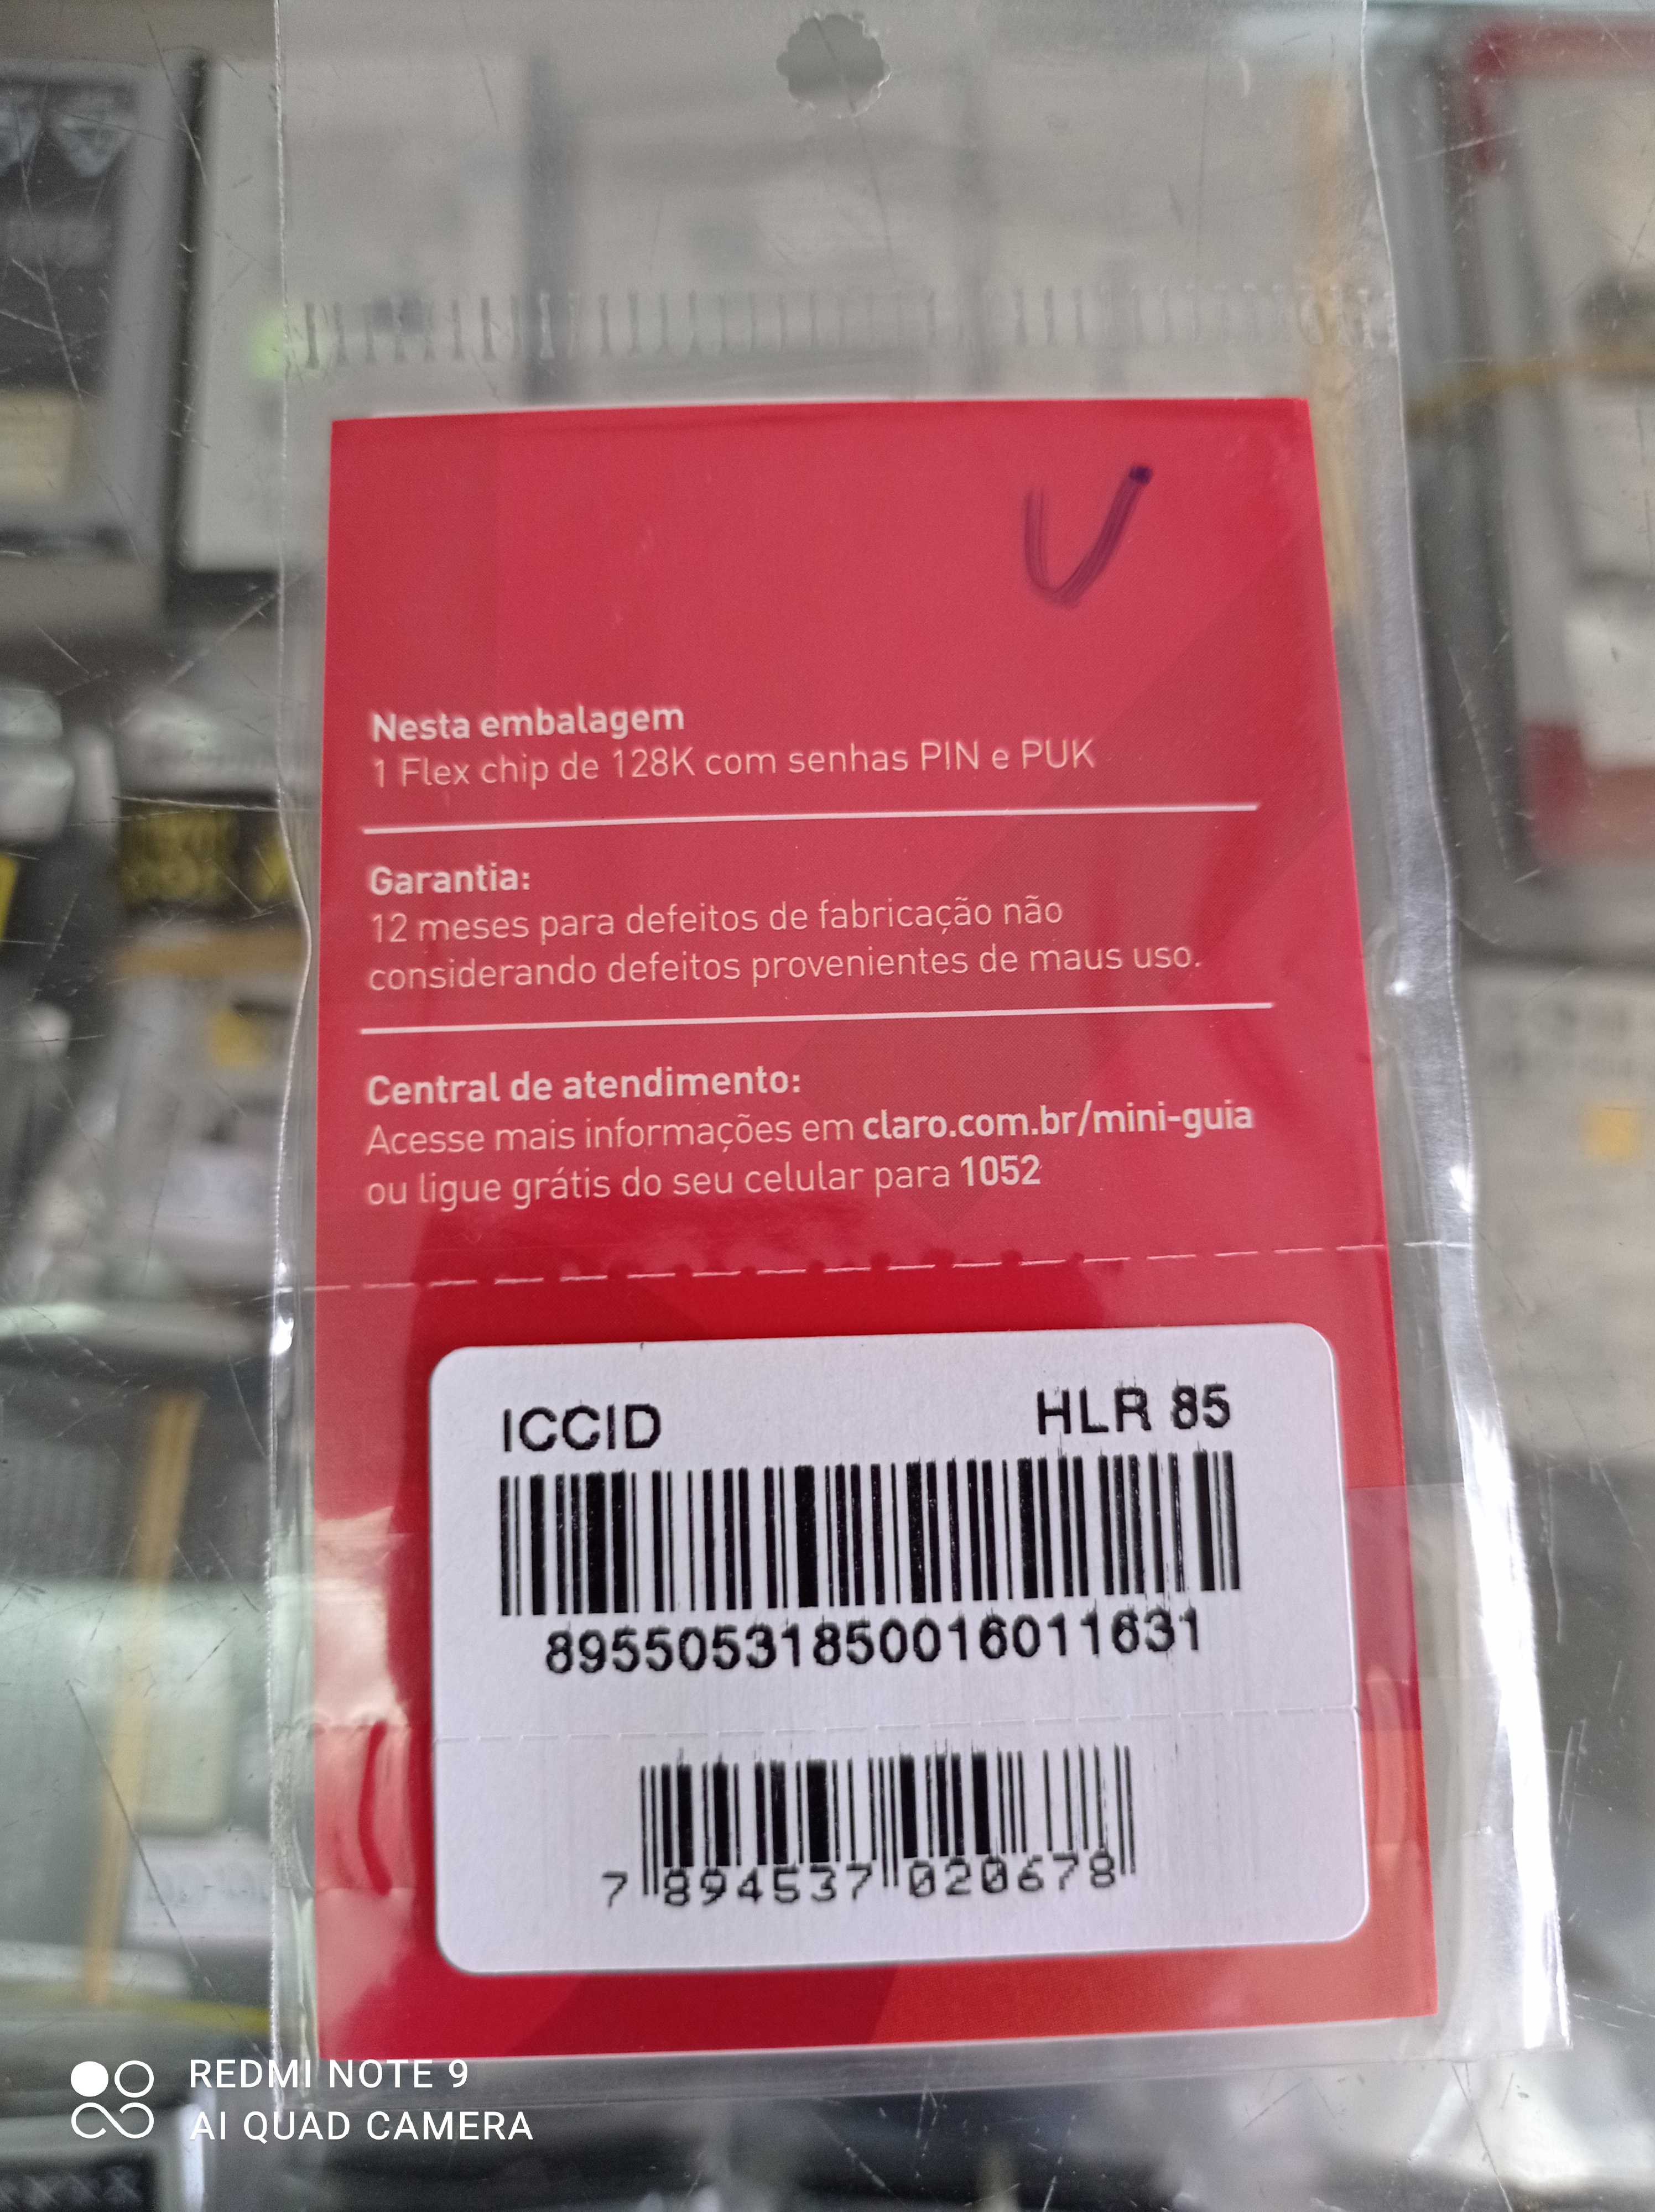 Nesta embalagem
1 Flex chip de 128K com senhas PIN e PUK
Garantia:
12 meses para defeitos de fabricação não
considerando defeitos provenientes de maus uso.
Central de atendimento:
Acesse mais informações em claro.com.br/mini-guia
ou ligue grátis do seu celular para 1052
ICCID HLR 85
89550531850016011631
7 894537 020678
REDMI NOTE 9
AI QUAD CAMERA